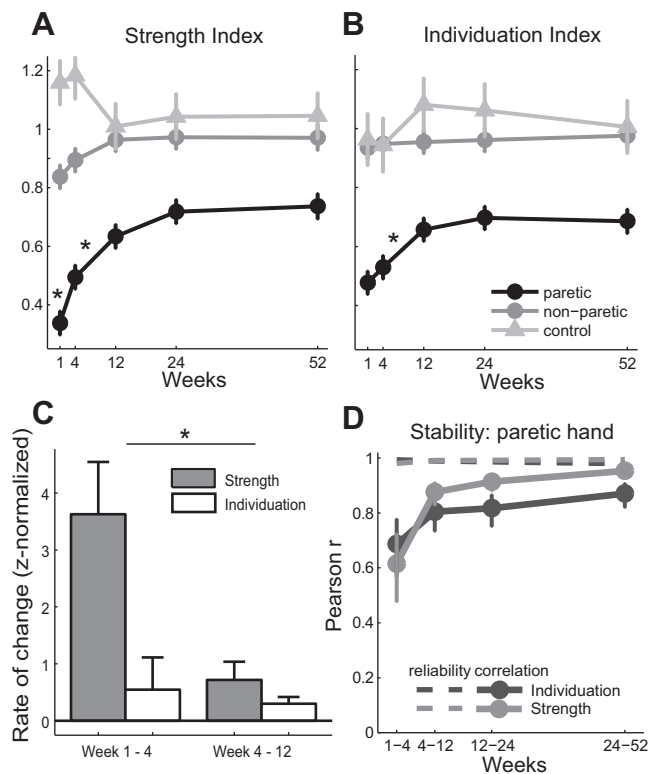 A
Strength Index
1.2
1
0.8
0.6
0.4
*
*
1 4 12 24 52
Weeks
B
Individuation Index
*
paretic
non−paretic
control
1 4 12 24 52
Weeks
C
*
Strength
Individuation
Rate of change (z-normalized)
4
3
2
1
0
Week 1 - 4 Week 4 - 12
D
Stability: paretic hand
Pearson r
1
0.8
0.6
0.4
0.2
0
reliability correlation
Individuation
Strength
1−4 4−12 12−24 24−52
Weeks